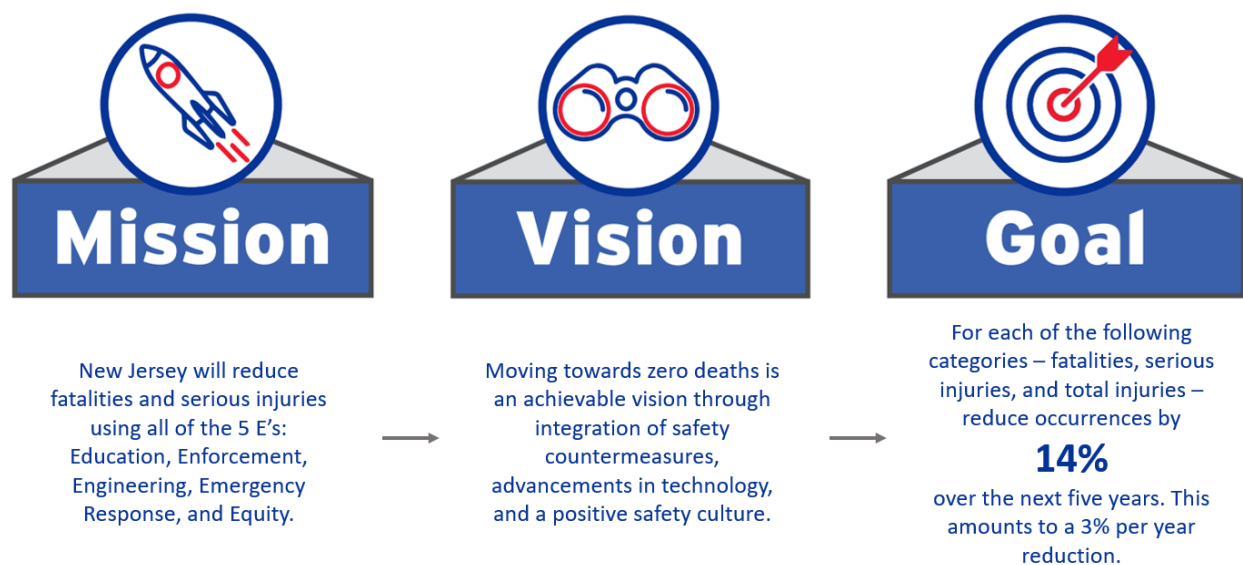 Mission
New Jersey will reduce
fatalities and serious injuries
using all of the 5 E’s:
Education, Enforcement,
Engineering, Emergency
Response, and Equity.
Vision
Moving towards zero deaths is
an achievable vision through
integration of safety
countermeasures,
advancements in technology,
and a positive safety culture.
Goal
For each of the following
categories – fatalities, serious
injuries, and total injuries –
reduce occurrences by
14%
over the next five years. This
amounts to a 3% per year
reduction.